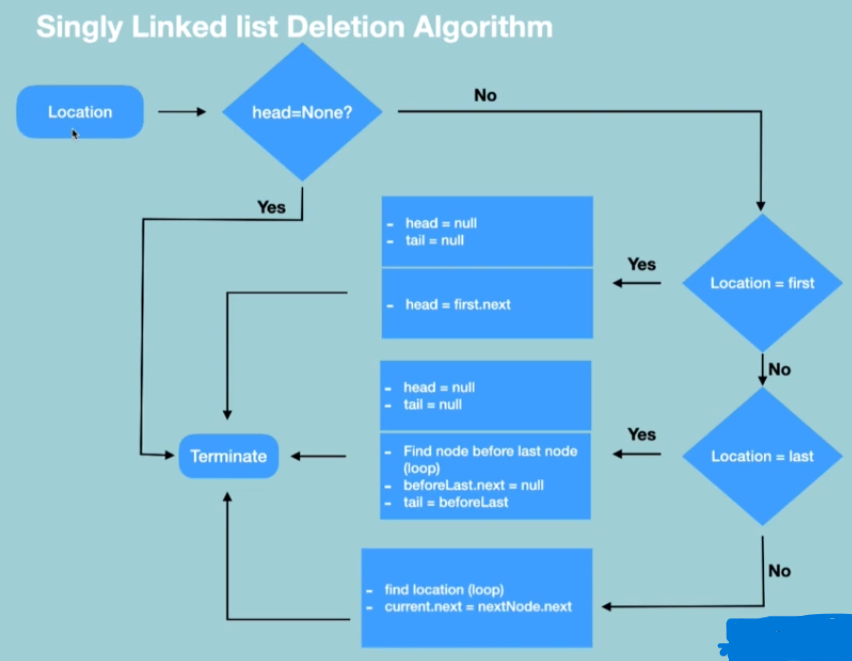 Singly Linked list Deletion Algorithm
Location
head=None?
No
Yes
- head = null
- tail = null
- head = first.next
Yes
Location = first
No
- head = null
- tail = null
- Find node before last node
(loop)
- beforeLast.next = null
- tail = beforeLast
Yes
Location = last
Terminate
No
- find location (loop)
- current.next = nextNode.next